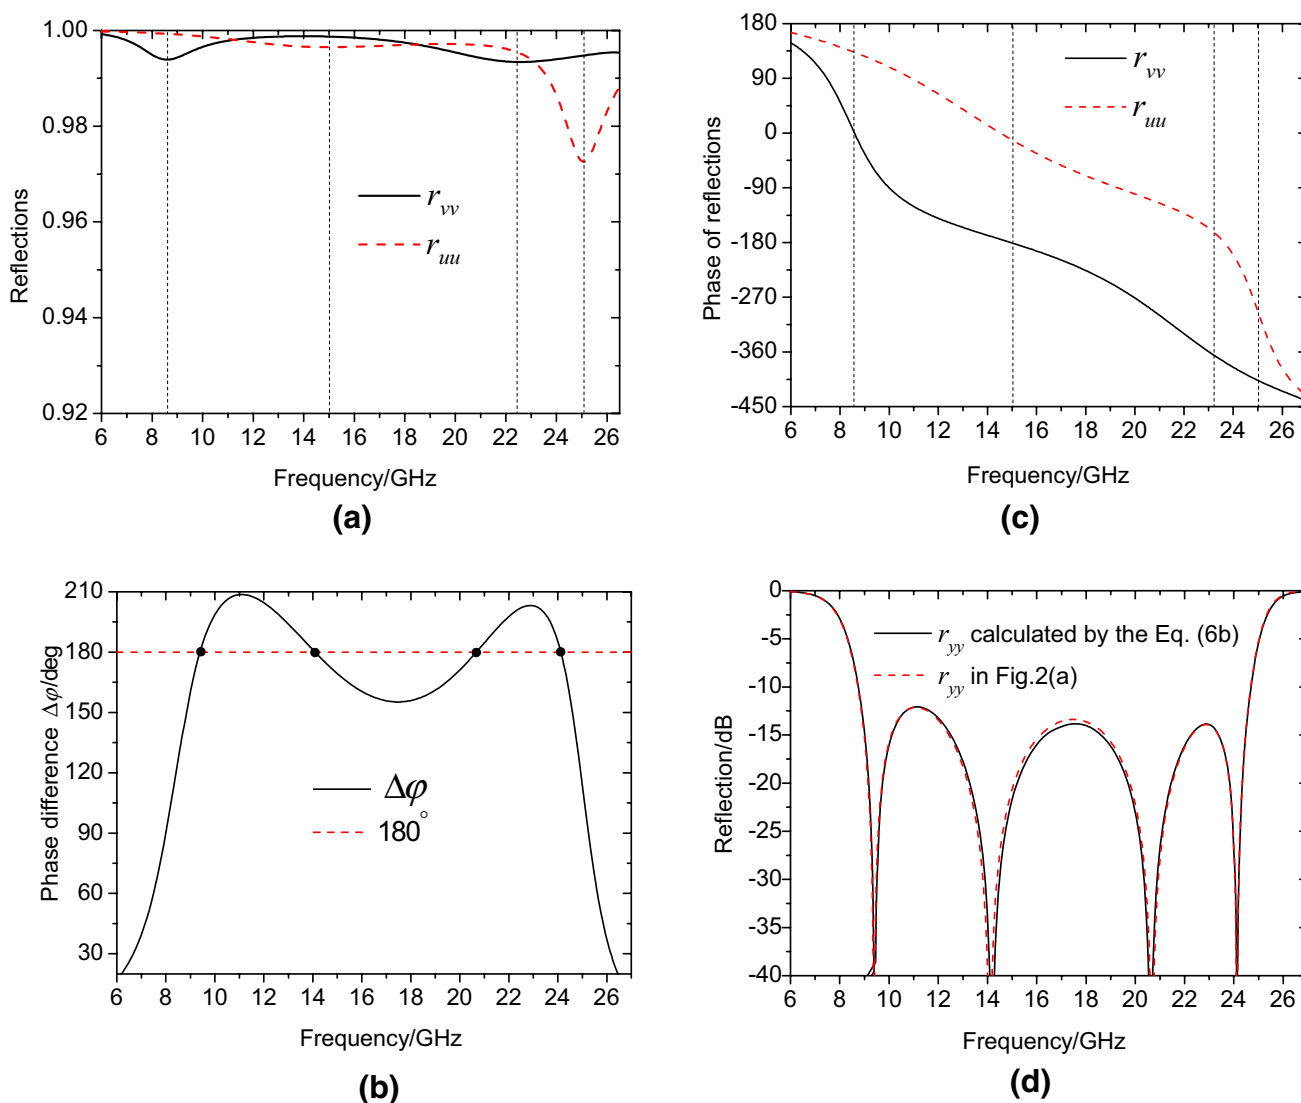 1.00
0.98
0.96
0.94
0.92
Reflections
r_vv
r_uu
6 8 10 12 14 16 18 20 22 24 26
Frequency/GHz
(a)
180
90
0
-90
-180
-270
-360
-450
Phase of reflections
r_vv
r_uu
6 8 10 12 14 16 18 20 22 24 26
Frequency/GHz
(c)
210
180
150
120
90
60
30
Phase difference Δφ/deg
Δφ
180°
6 8 10 12 14 16 18 20 22 24 26
Frequency/GHz
(b)
0
-5
-10
-15
-20
-25
-30
-35
-40
Reflection/dB
r_yy calculated by the Eq. (6b)
r_yy in Fig.2(a)
6 8 10 12 14 16 18 20 22 24 26
Frequency/GHz
(d)